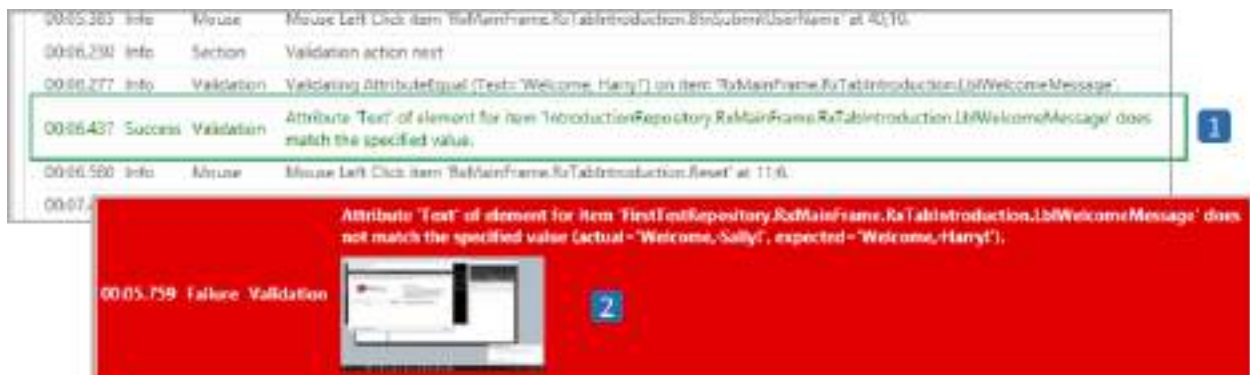 00:05.383 Info Mouse Mouse Left Click item 'RxMainFrame.RxTabIntroduction.BtnSubmitUserName' at 40;10.
00:06.230 Info Section Validation action nest
00:06.277 Info Validation Validating AttributeEqual (Text='Welcome, Harry!') on item 'RxMainFrame.RxTabIntroduction.LblWelcomeMessage'.
00:06.437 Success Validation Attribute 'Text' of element for item 'IntroductionRepository.RxMainFrame.RxTabIntroduction.LblWelcomeMessage' does
match the specified value.
1
00:06.580 Info Mouse Mouse Left Click item 'RxMainFrame.RxTabIntroduction.Reset' at 11;6.
00:07.
Attribute 'Text' of element for item 'FirstTestRepository.RxMainFrame.RxTabIntroduction.LblWelcomeMessage' does
not match the specified value (actual='Welcome, Sally!', expected='Welcome, Harry!').
00:05.759 Failure Validation
2